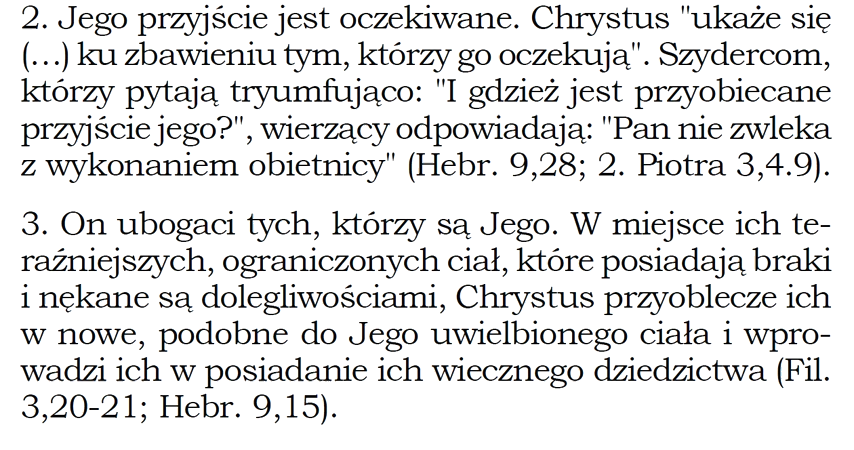 2. Jego przyjście jest oczekiwane. Chrystus "ukaże się
(...) ku zbawieniu tym, którzy go oczekują". Szydercom,
którzy pytają tryumfująco: "I gdzież jest przyobiecane
przyjście jego?", wierzący odpowiadają: "Pan nie zwleka
z wykonaniem obietnicy" (Hebr. 9,28; 2. Piotra 3,4.9).
3. On ubogaci tych, którzy są Jego. W miejsce ich te-
raźniejszych, ograniczonych ciał, które posiadają braki
i nękane są dolegliwościami, Chrystus przyoblecze ich
w nowe, podobne do Jego uwielbionego ciała i wpro-
wadzi ich w posiadanie ich wiecznego dziedzictwa (Fil.
3,20-21; Hebr. 9,15).